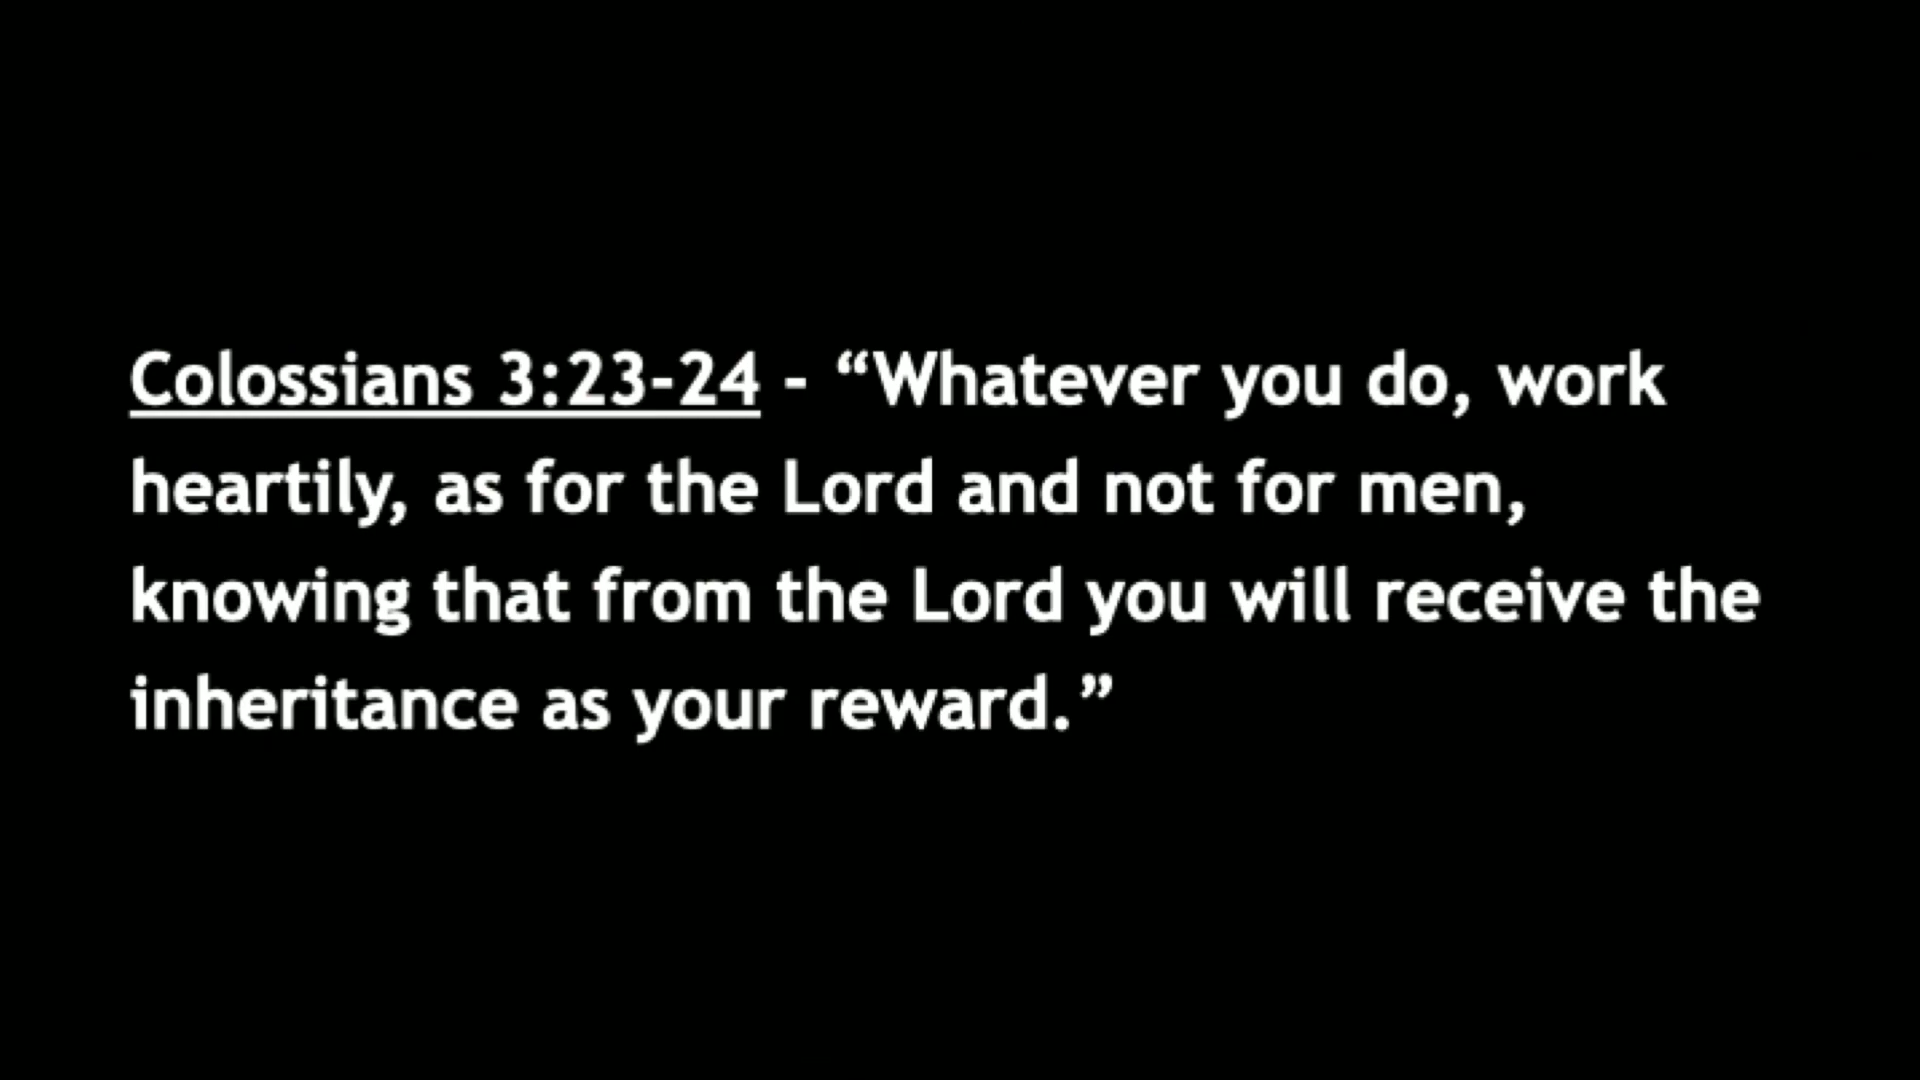 Colossians 3:23-24 - “Whatever you do, work
heartily, as for the Lord and not for men,
knowing that from the Lord you will receive the
inheritance as your reward.”